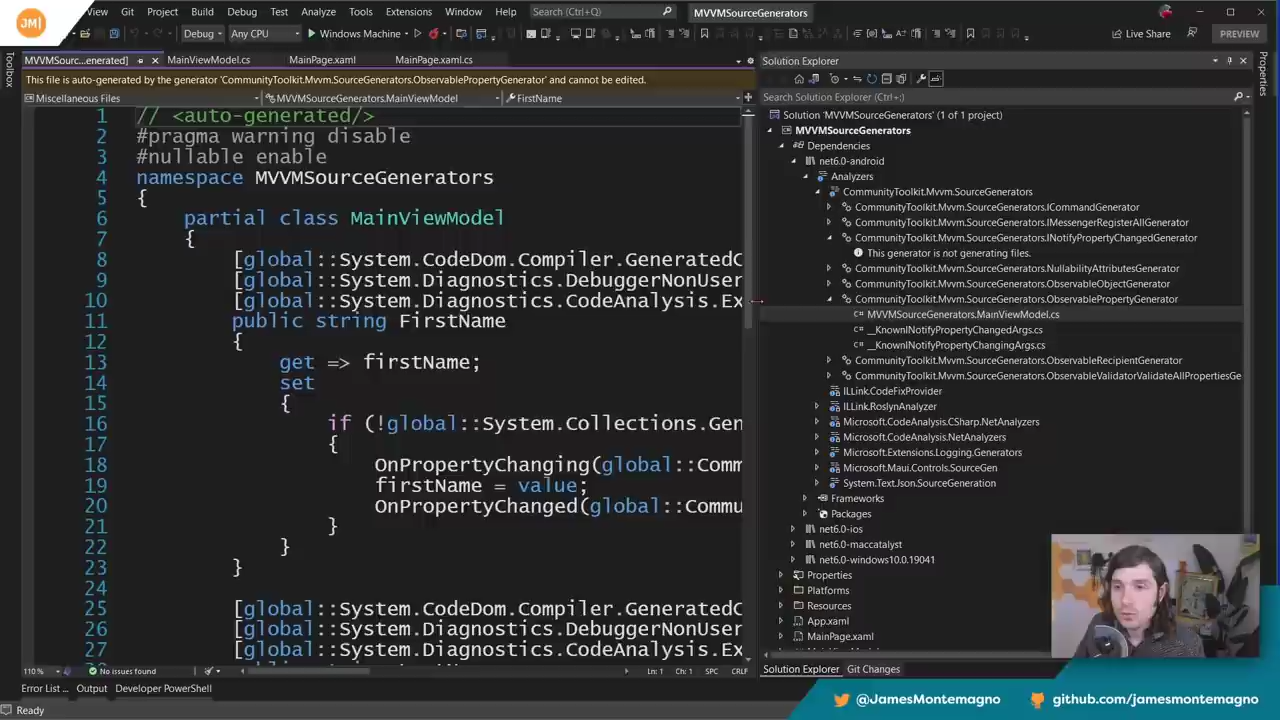 JM
View Git Project Build Debug Test Analyze Tools Extensions Window Help Search (Ctrl+Q) MVVMSourceGenerators
Debug Any CPU Windows Machine Live Share PREVIEW
Toolbox
MVVMSourc...enerated] MainViewModel.cs MainPage.xaml MainPage.xaml.cs
This file is auto-generated by the generator 'CommunityToolkit.Mvvm.SourceGenerators.ObservablePropertyGenerator' and cannot be edited.
Miscellaneous Files MVVMSourceGenerators.MainViewModel FirstName
1 // <auto-generated/>
2 #pragma warning disable
3 #nullable enable
4 namespace MVVMSourceGenerators
5 {
6 partial class MainViewModel
7 {
8 [global::System.CodeDom.Compiler.GeneratedC
9 [global::System.Diagnostics.DebuggerNonUser
10 [global::System.Diagnostics.CodeAnalysis.Ex
11 public string FirstName
12 {
13 get => firstName;
14 set
15 {
16 if (!global::System.Collections.Gen
17 {
18 OnPropertyChanging(global::Comm
19 firstName = value;
20 OnPropertyChanged(global::Commu
21 }
22 }
23 }
24
25 [global::System.CodeDom.Compiler.GeneratedC
26 [global::System.Diagnostics.DebuggerNonUser
27 [global::System.Diagnostics.CodeAnalysis.Ex
110% No issues found Ln: 1 Ch: 1 SPC CRLF
Error List ... Output Developer PowerShell
Ready
Solution Explorer
Search Solution Explorer (Ctrl+;)
Solution 'MVVMSourceGenerators' (1 of 1 project)
MVVMSourceGenerators
Dependencies
net6.0-android
Analyzers
CommunityToolkit.Mvvm.SourceGenerators
CommunityToolkit.Mvvm.SourceGenerators.ICommandGenerator
CommunityToolkit.Mvvm.SourceGenerators.IMessengerRegisterAllGenerator
CommunityToolkit.Mvvm.SourceGenerators.INotifyPropertyChangedGenerator
This generator is not generating files.
CommunityToolkit.Mvvm.SourceGenerators.NullabilityAttributesGenerator
CommunityToolkit.Mvvm.SourceGenerators.ObservableObjectGenerator
CommunityToolkit.Mvvm.SourceGenerators.ObservablePropertyGenerator
C# MVVMSourceGenerators.MainViewModel.cs
C# __KnownINotifyPropertyChangedArgs.cs
C# __KnownINotifyPropertyChangingArgs.cs
CommunityToolkit.Mvvm.SourceGenerators.ObservableRecipientGenerator
CommunityToolkit.Mvvm.SourceGenerators.ObservableValidatorValidateAllPropertiesGe
ILLink.CodeFixProvider
ILLink.RoslynAnalyzer
Microsoft.CodeAnalysis.CSharp.NetAnalyzers
Microsoft.CodeAnalysis.NetAnalyzers
Microsoft.Extensions.Logging.Generators
Microsoft.Maui.Controls.SourceGen
System.Text.Json.SourceGeneration
Frameworks
Packages
net6.0-ios
net6.0-maccatalyst
net6.0-windows10.0.19041
Properties
Platforms
Resources
App.xaml
MainPage.xaml
Solution Explorer Git Changes
Properties
@JamesMontemagno github.com/jamesmontemagno